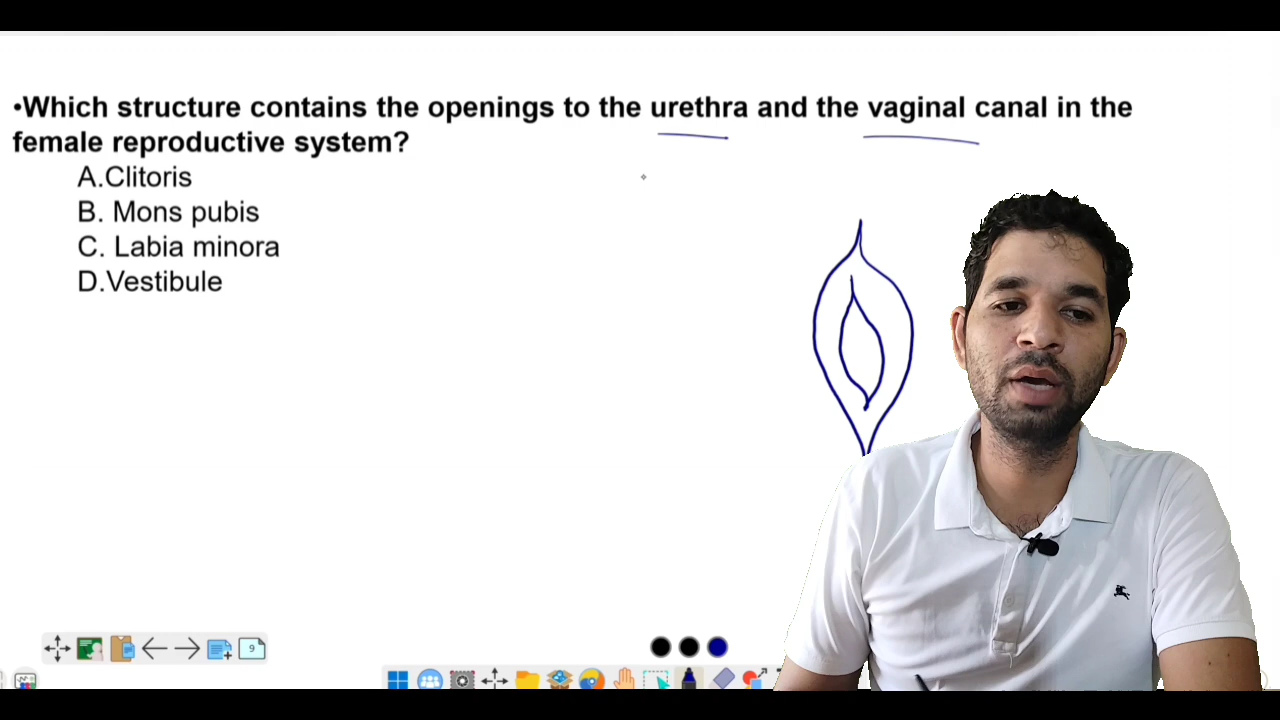 •Which structure contains the openings to the urethra and the vaginal canal in the
female reproductive system?
A.Clitoris
B. Mons pubis
C. Labia minora
D.Vestibule
9